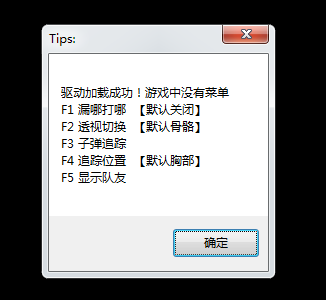 Tips:
驱动加载成功！游戏中没有菜单
F1 漏哪打哪 【默认关闭】
F2 透视切换 【默认骨骼】
F3 子弹追踪
F4 追踪位置 【默认胸部】
F5 显示队友
确定